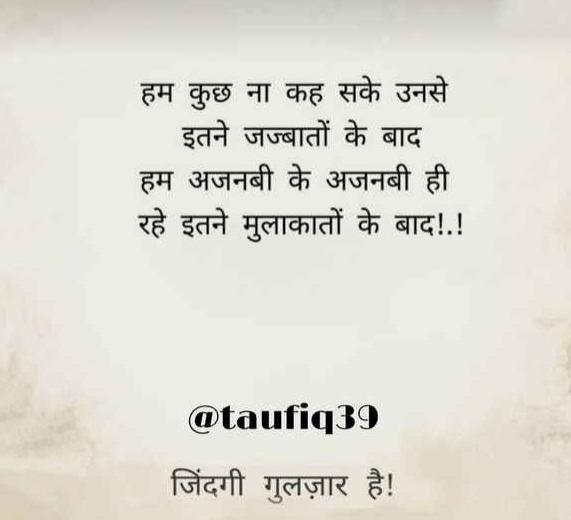 हम कुछ ना कह सके उनसे
इतने जज्बातों के बाद
हम अजनबी के अजनबी ही
रहे इतने मुलाकातों के बाद!.!
@taufiq39
जिंदगी गुलज़ार है!